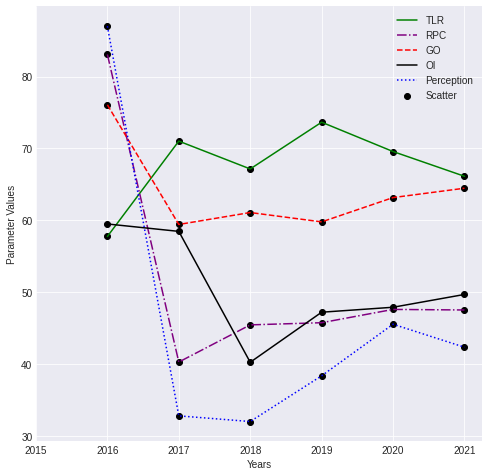 TLR
RPC
GO
OI
Perception
Scatter
Parameter Values
80
70
60
50
40
30
2015 2016 2017 2018 2019 2020 2021
Years